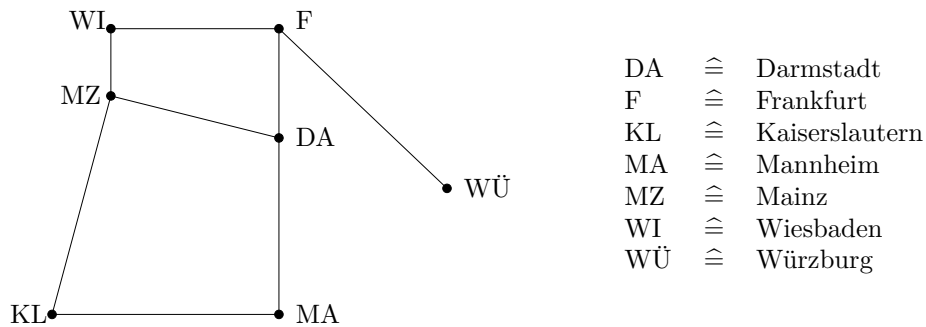 WI
F
MZ
DA
WÜ
KL
MA
DA ≙ Darmstadt
F ≙ Frankfurt
KL ≙ Kaiserslautern
MA ≙ Mannheim
MZ ≙ Mainz
WI ≙ Wiesbaden
WÜ ≙ Würzburg